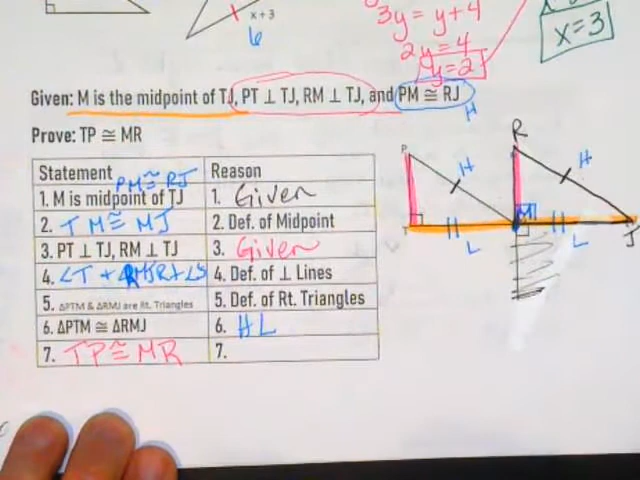 x+3
6
3y = y+4
2y = 4
y = 2
x = 3
Given: M is the midpoint of TJ, PT ⊥ TJ, RM ⊥ TJ, and PM ≅ RJ
H
Prove: TP ≅ MR
Statement Reason
PM ≅ RJ
1. M is midpoint of TJ 1. Given
2. TM ≅ MJ 2. Def. of Midpoint
3. PT ⊥ TJ, RM ⊥ TJ 3. Given
4. Def. of ⊥ Lines
5. ΔPTM & ΔRMJ are Rt. Triangles 5. Def. of Rt. Triangles
6. ΔPTM ≅ ΔRMJ 6. HL
7. TP ≅ MR 7.
R
P H H
T M J
L L